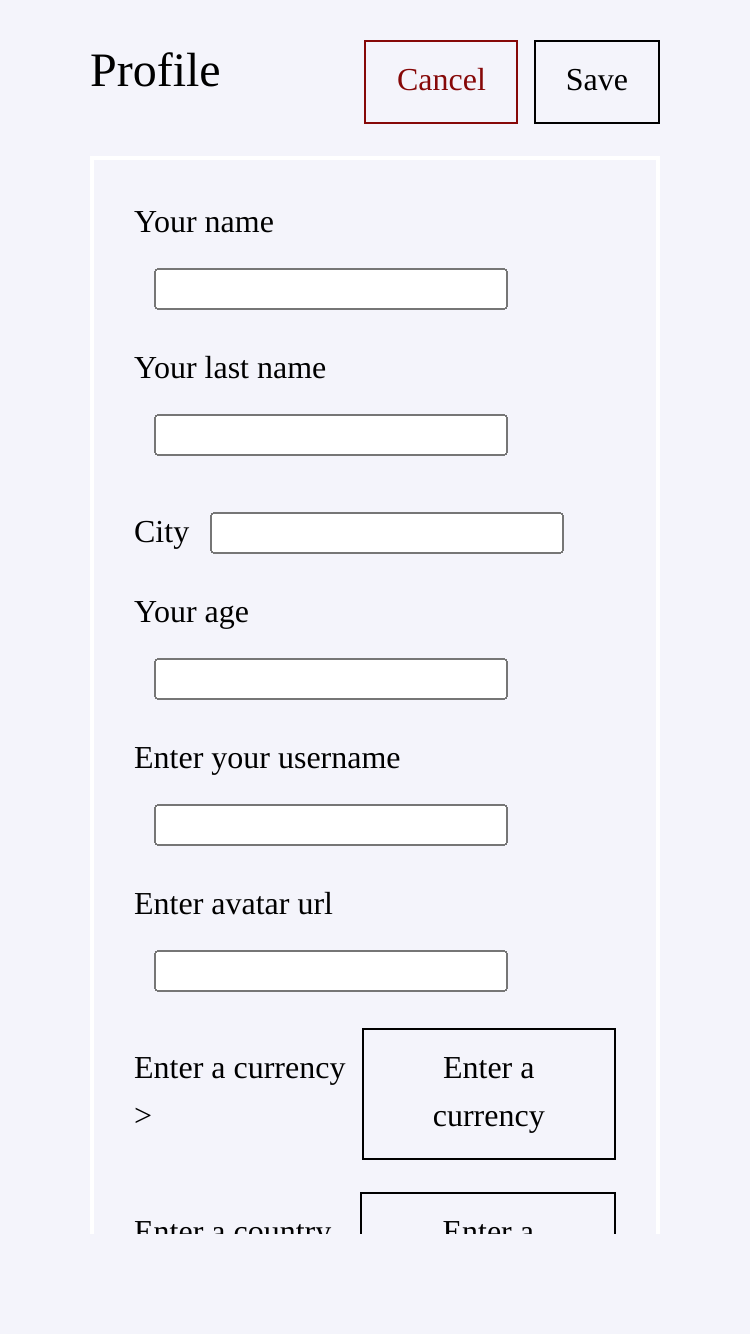 Profile
Cancel
Save
Your name
Your last name
City
Your age
Enter your username
Enter avatar url
Enter a currency
>
Enter a
currency
Enter a country
Enter a